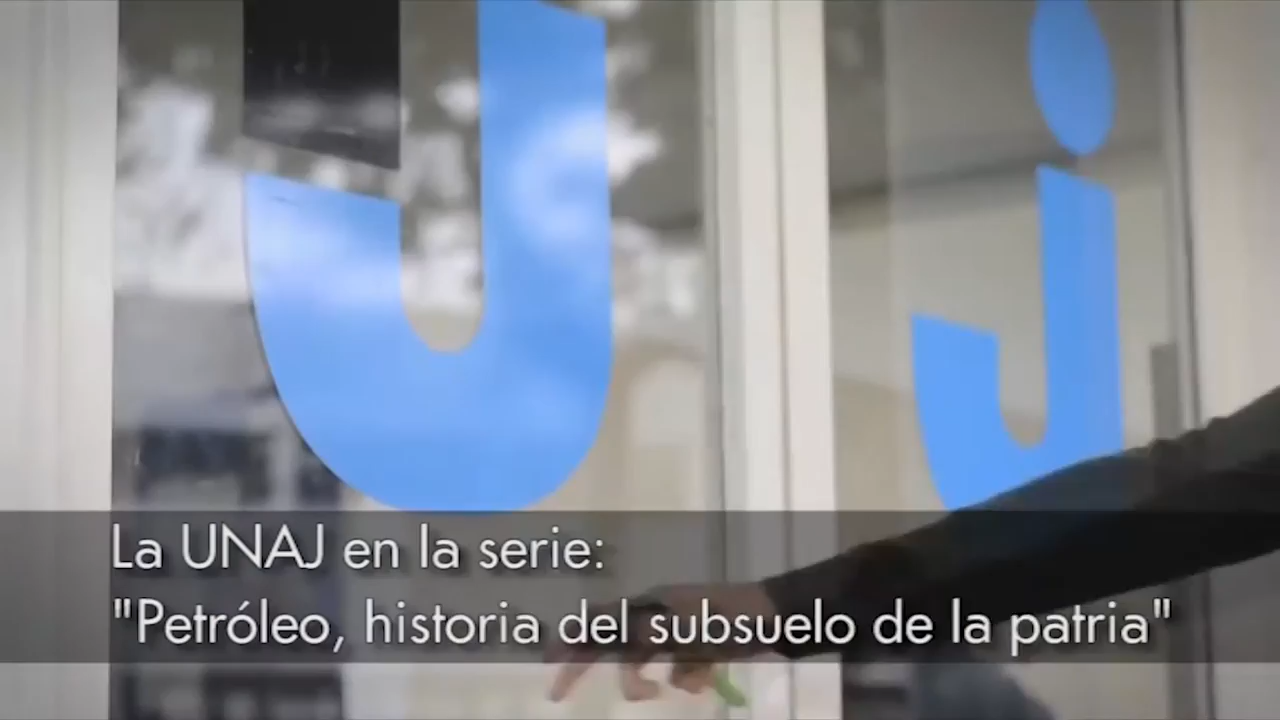 La UNAJ en la serie:
"Petróleo, historia del subsuelo de la patria"